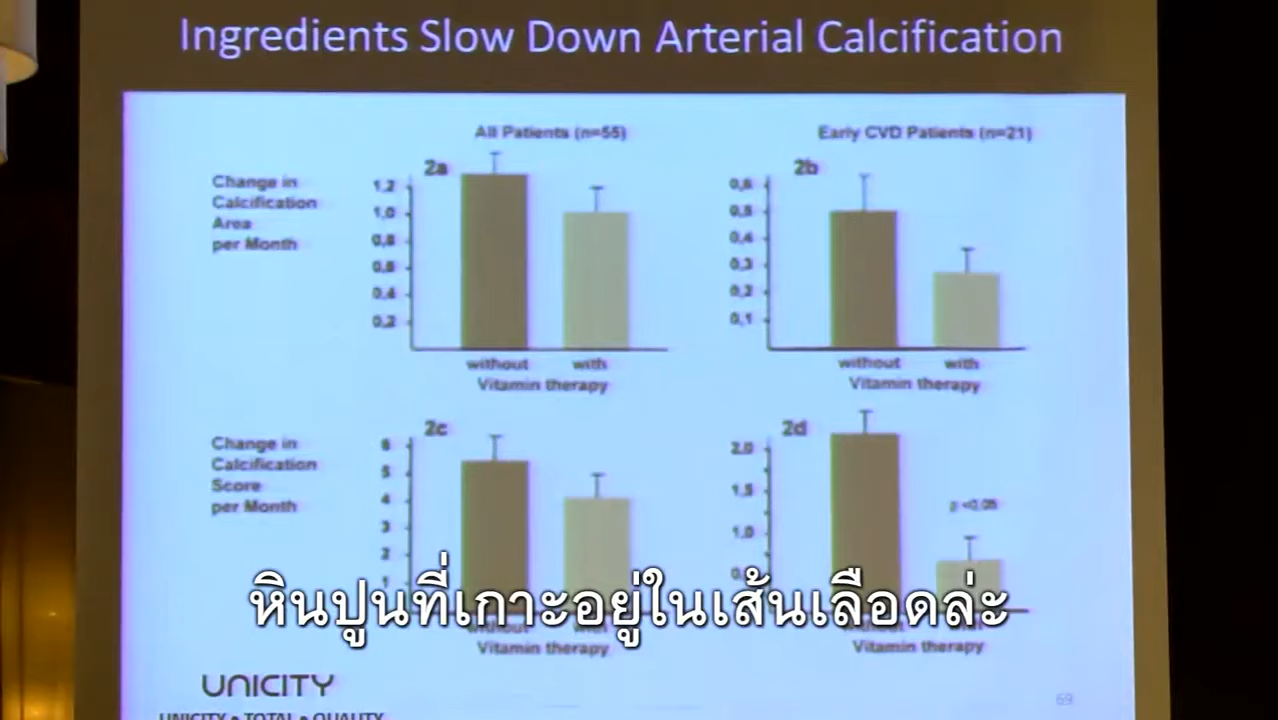 Ingredients Slow Down Arterial Calcification
All Patients (n=55)
Early CVD Patients (n=21)
Change in
Calcification
Area
per Month
2a
1,2
1,0
0,8
0,6
0,4
0,2
without with
Vitamin therapy
2b
0,6
0,5
0,4
0,3
0,2
0,1
without with
Vitamin therapy
Change in
Calcification
Score
per Month
2c
6
5
4
3
2
1
Vitamin therapy
2d
2,0
1,5
1,0
p <0,05
Vitamin therapy
หินปูนที่เกาะอยู่ในเส้นเลือดล่ะ
UNICITY
UNICITY • TOTAL • QUALITY
69